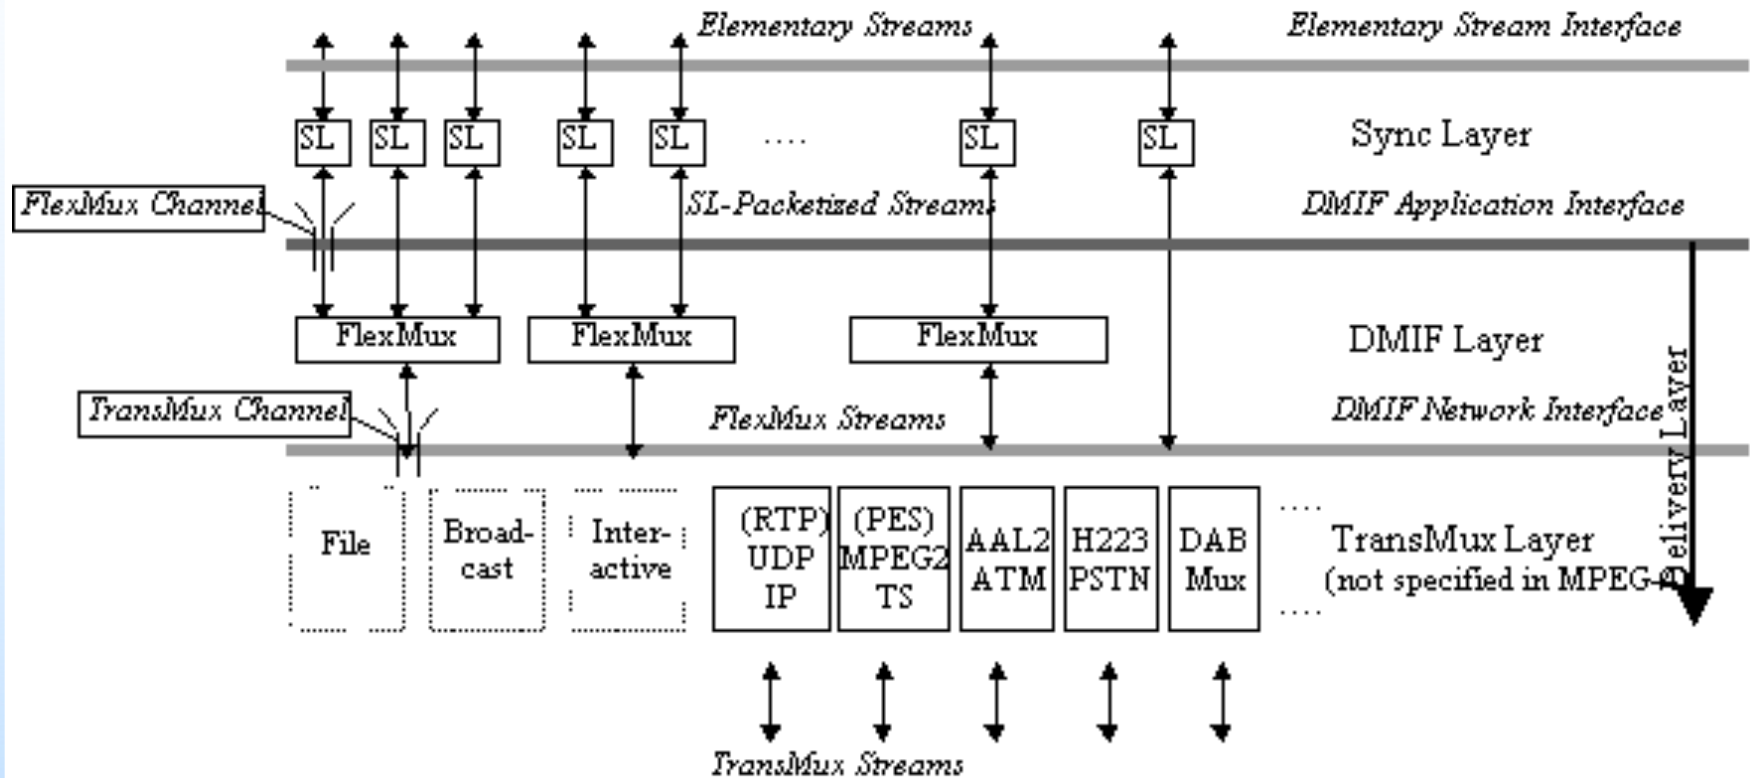 Elementary Streams
Elementary Stream Interface
SL
SL
SL
SL
SL
....
SL
SL
Sync Layer
FlexMux Channel
SL-Packetized Streams
DMIF Application Interface
FlexMux
FlexMux
FlexMux
DMIF Layer
TransMux Channel
FlexMux Streams
DMIF Network Interface
Delivery Layer
File
Broad-
cast
Inter-
active
(RTP)
UDP
IP
(PES)
MPEG2
TS
AAL2
ATM
H223
PSTN
DAB
Mux
....
....
TransMux Layer
(not specified in MPEG-
TransMux Streams